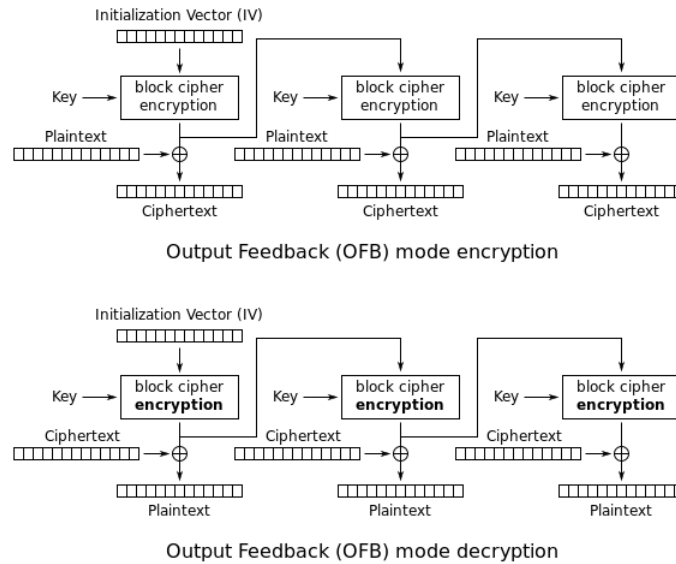 Initialization Vector (IV)
Key block cipher encryption Key block cipher encryption Key block cipher encryption
Plaintext Plaintext Plaintext
Ciphertext Ciphertext Ciphertext
Output Feedback (OFB) mode encryption
Initialization Vector (IV)
Key block cipher encryption Key block cipher encryption Key block cipher encryption
Ciphertext Ciphertext Ciphertext
Plaintext Plaintext Plaintext
Output Feedback (OFB) mode decryption